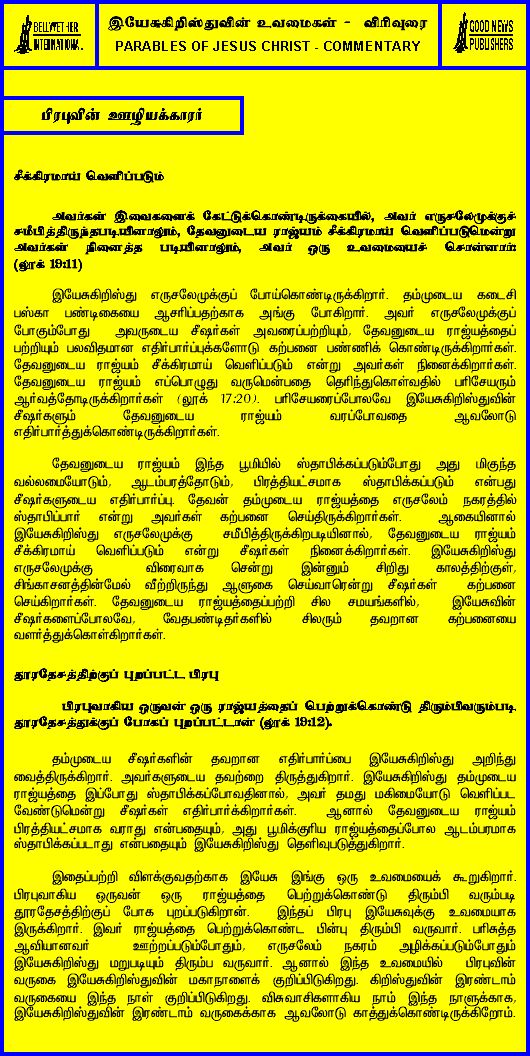 BELLWETHER
INTERNATIONAL
இயேசுகிறிஸ்துவின் உவமைகள் - விரிவுரை
PARABLES OF JESUS CHRIST - COMMENTARY
GOOD NEWS
PUBLISHERS
பிரபுவின் ஊழியக்காரர்
சீக்கிரமாய் வெளிப்படும்
அவர்கள் இவைகளைக் கேட்டுக்கொண்டிருக்கையில், அவர் எருசலேமுக்குச்
சமீபித்திருந்தபடியினாலும், தேவனுடைய ராஜ்யம் சீக்கிரமாய் வெளிப்படுமென்று
அவர்கள் நினைத்த படியினாலும், அவர் ஒரு உவமையைச் சொன்னார்:
(லூக் 19:11)
இயேசுகிறிஸ்து எருசலேமுக்குப் போய்கொண்டிருக்கிறார். தம்முடைய கடைசி
பஸ்கா பண்டிகையை ஆசரிப்பதற்காக அங்கு போகிறார். அவர் எருசலேமுக்குப்
போகும்போது அவருடைய சீஷர்கள் அவரைப்பற்றியும், தேவனுடைய ராஜ்யத்தைப்
பற்றியும் பலவிதமான எதிர்பார்ப்புக்களோடு கற்பனை பண்ணிக் கொண்டிருக்கிறார்கள்.
தேவனுடைய ராஜ்யம் சீக்கிரமாய் வெளிப்படும் என்று அவர்கள் நினைக்கிறார்கள்.
தேவனுடைய ராஜ்யம் எப்பொழுது வருமென்பதை தெரிந்துகொள்வதில் பரிசேயரும்
ஆர்வத்தோடிருக்கிறார்கள் (லூக் 17:20). பரிசேயரைப்போலவே இயேசுகிறிஸ்துவின்
சீஷர்களும் தேவனுடைய ராஜ்யம் வரப்போவதை ஆவலோடு
எதிர்பார்த்துக்கொண்டிருக்கிறார்கள்.
தேவனுடைய ராஜ்யம் இந்த பூமியில் ஸ்தாபிக்கப்படும்போது அது மிகுந்த
வல்லமையோடும், ஆடம்பரத்தோடும், பிரத்தியட்சமாக ஸ்தாபிக்கப்படும் என்பது
சீஷர்களுடைய எதிர்பார்ப்பு. தேவன் தம்முடைய ராஜ்யத்தை எருசலேம் நகரத்தில்
ஸ்தாபிப்பார் என்று அவர்கள் கற்பனை செய்திருக்கிறார்கள். ஆகையினால்
இயேசுகிறிஸ்து எருசலேமுக்கு சமீபித்திருக்கிறபடியினால், தேவனுடைய ராஜ்யம்
சீக்கிரமாய் வெளிப்படும் என்று சீஷர்கள் நினைக்கிறார்கள். இயேசுகிறிஸ்து
எருசலேமுக்கு விரைவாக சென்று இன்னும் சிறிது காலத்திற்குள்,
சிங்காசனத்தின்மேல் வீற்றிருந்து ஆளுகை செய்வாரென்று சீஷர்கள் கற்பனை
செய்கிறார்கள். தேவனுடைய ராஜ்யத்தைப்பற்றி சில சமயங்களில், இயேசுவின்
சீஷர்களைப்போலவே, வேதபண்டிதர்களில் சிலரும் தவறான கற்பனையை
வளர்த்துக்கொள்கிறார்கள்.
தூரதேசத்திற்குப் புறப்பட்ட பிரபு
பிரபுவாகிய ஒருவன் ஒரு ராஜ்யத்தைப் பெற்றுக்கொண்டு திரும்பிவரும்படி,
தூரதேசத்துக்குப் போகப் புறப்பட்டான் (லூக் 19:12).
தம்முடைய சீஷர்களின் தவறான எதிர்பார்ப்பை இயேசுகிறிஸ்து அறிந்து
வைத்திருக்கிறார். அவர்களுடைய தவற்றை திருத்துகிறார். இயேசுகிறிஸ்து தம்முடைய
ராஜ்யத்தை இப்போது ஸ்தாபிக்கப்போவதினால், அவர் தமது மகிமையோடு வெளிப்பட
வேண்டுமென்று சீஷர்கள் எதிர்பார்க்கிறார்கள். ஆனால் தேவனுடைய ராஜ்யம்
பிரத்தியட்சமாக வராது என்பதையும், அது பூமிக்குரிய ராஜ்யத்தைப்போல ஆடம்பரமாக
ஸ்தாபிக்கப்படாது என்பதையும் இயேசுகிறிஸ்து தெளிவுபடுத்துகிறார்.
இதைப்பற்றி விளக்குவதற்காக இயேசு இங்கு ஒரு உவமையைக் கூறுகிறார்.
பிரபுவாகிய ஒருவன் ஒரு ராஜ்யத்தை பெற்றுக்கொண்டு திரும்பி வரும்படி
தூரதேசத்திற்குப் போக புறப்படுகிறான். இந்தப் பிரபு இயேசுவுக்கு உவமையாக
இருக்கிறார். இவர் ராஜ்யத்தை பெற்றுக்கொண்ட பின்பு திரும்பி வருவார். பரிசுத்த
ஆவியானவர் ஊற்றப்படும்போதும், எருசலேம் நகரம் அழிக்கப்படும்போதும்
இயேசுகிறிஸ்து மறுபடியும் திரும்ப வருவார். ஆனால் இந்த உவமையில் பிரபுவின்
வருகை இயேசுகிறிஸ்துவின் மகாநாளைக் குறிப்பிடுகிறது. கிறிஸ்துவின் இரண்டாம்
வருகையை இந்த நாள் குறிப்பிடுகிறது. விசுவாசிகளாகிய நாம் இந்த நாளுக்காக,
இயேசுகிறிஸ்துவின் இரண்டாம் வருகைக்காக ஆவலோடு காத்துக்கொண்டிருக்கிறோம்.